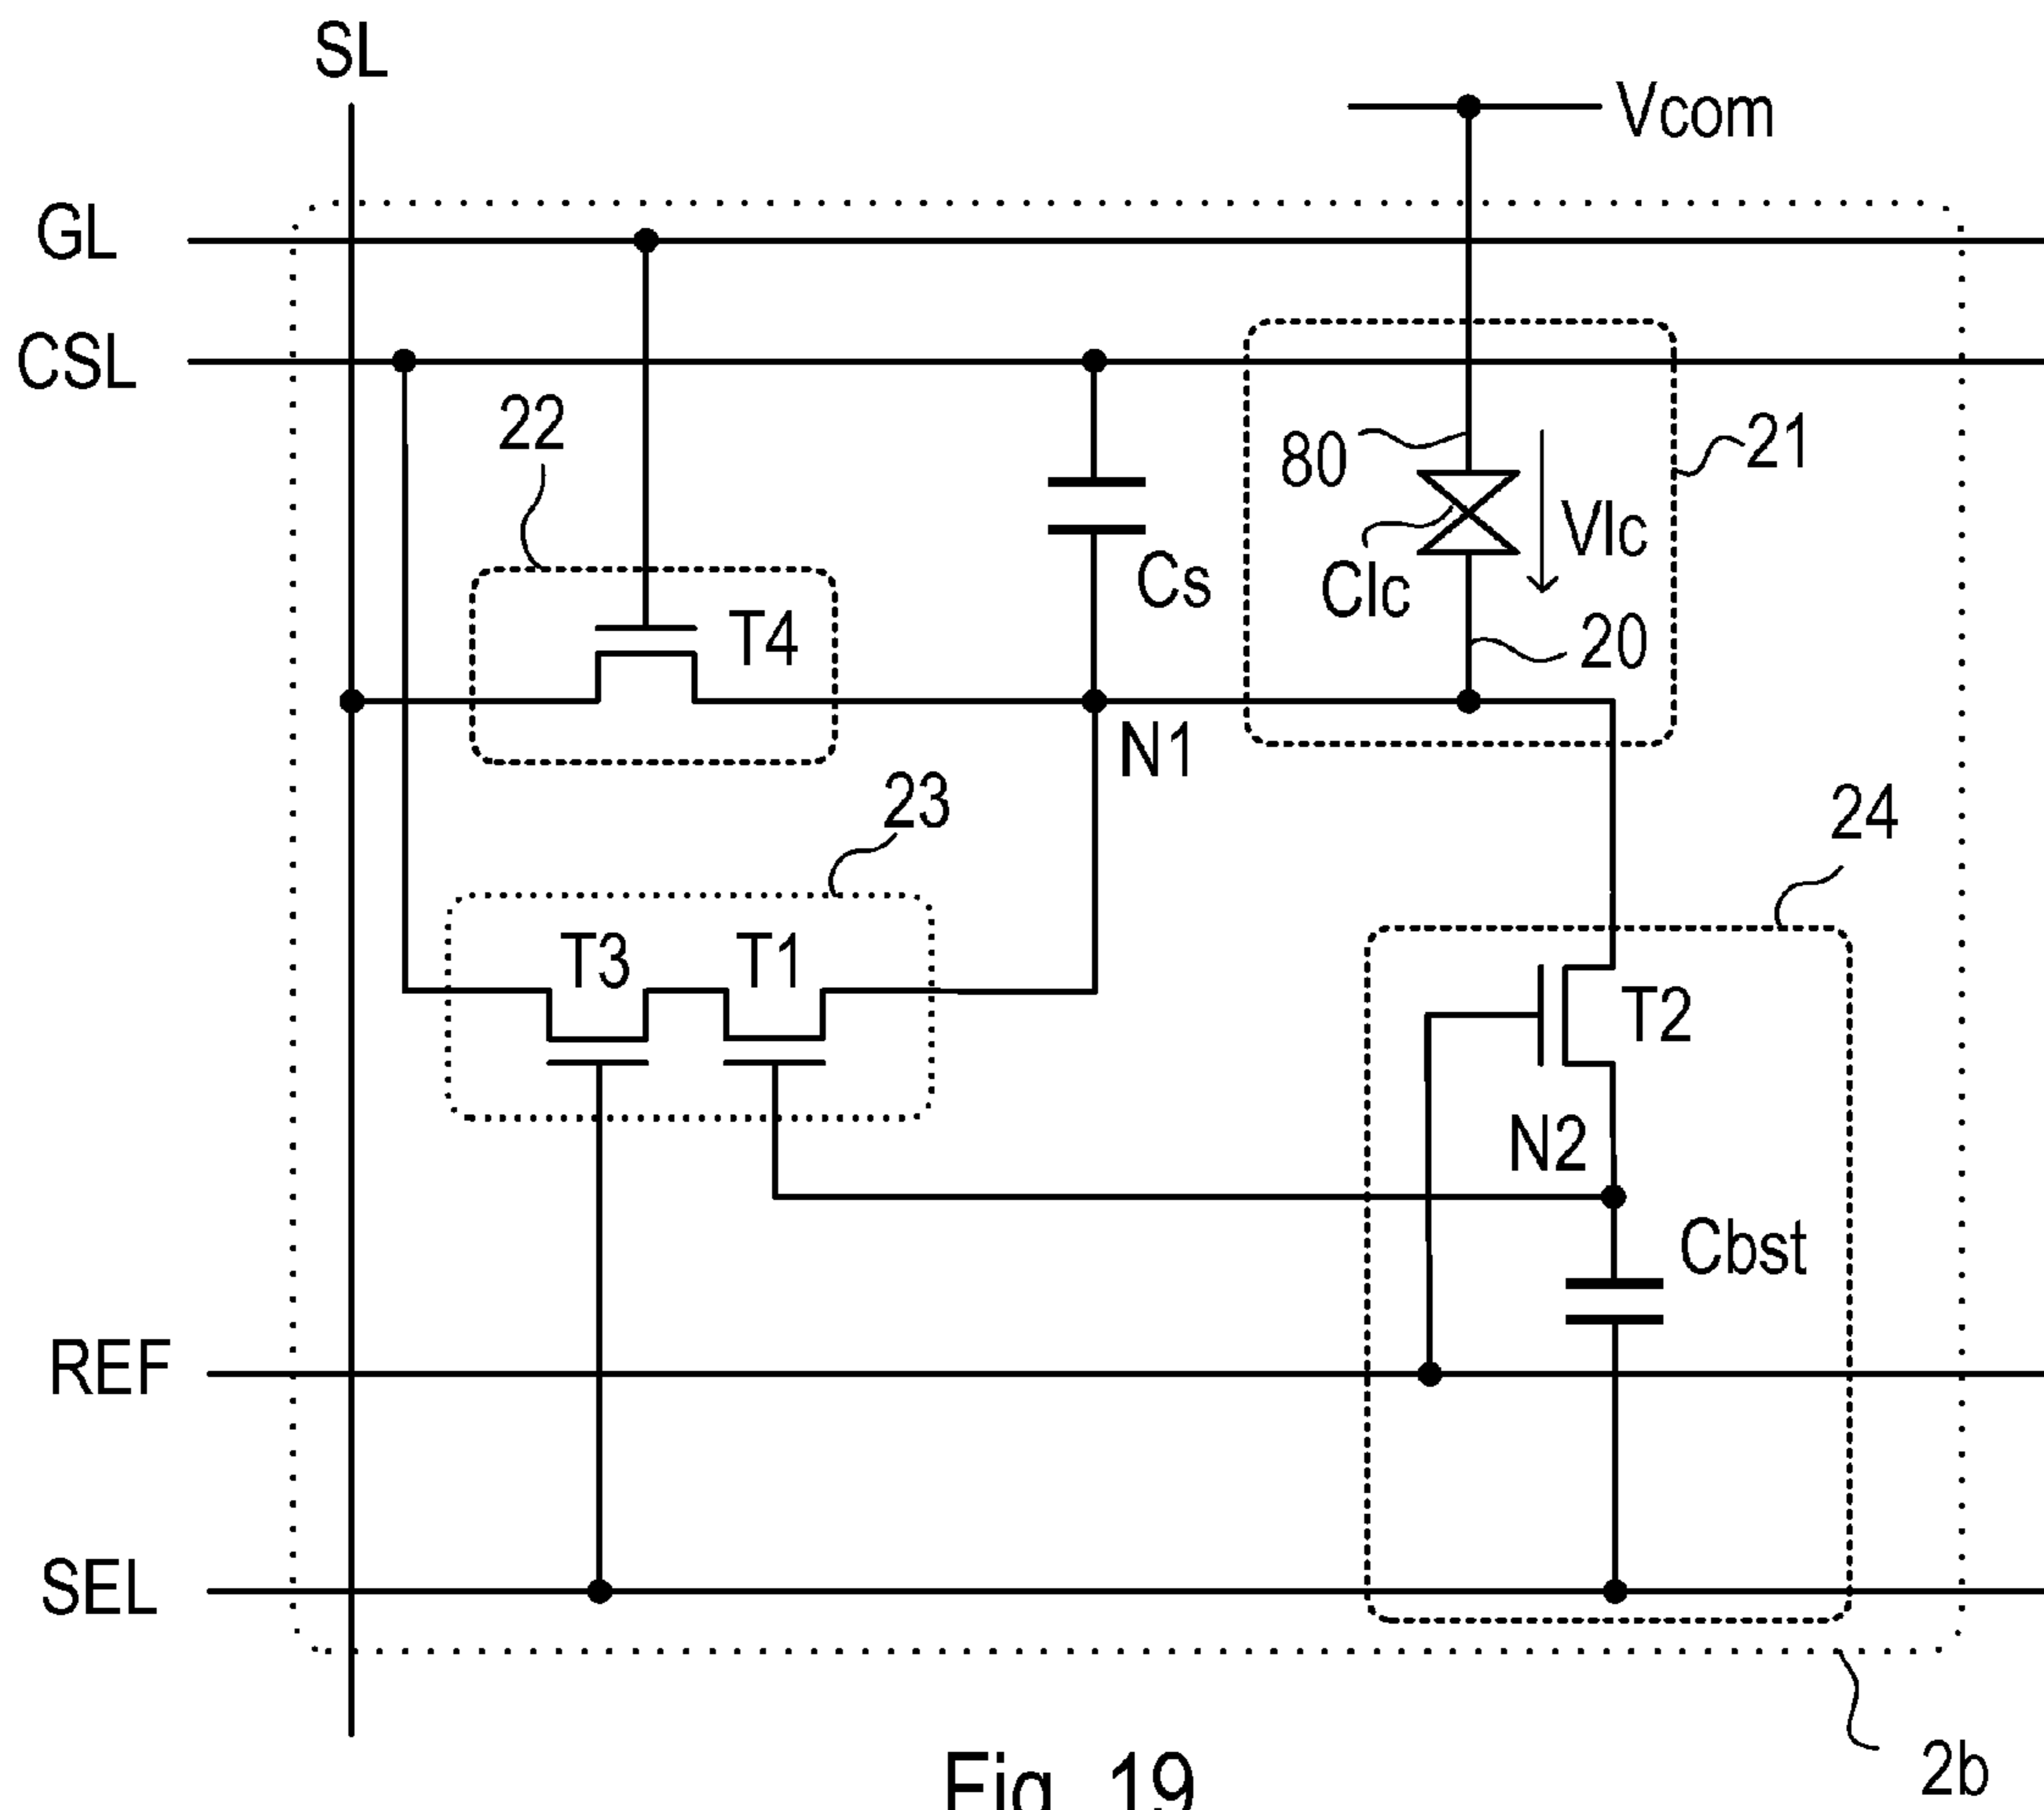 SL
Vcom
GL
CSL
22
80
21
Vlc
Cs
Clc
T4
20
N1
23
24
T3
T1
T2
N2
Cbst
REF
SEL
2b
Fig. 19